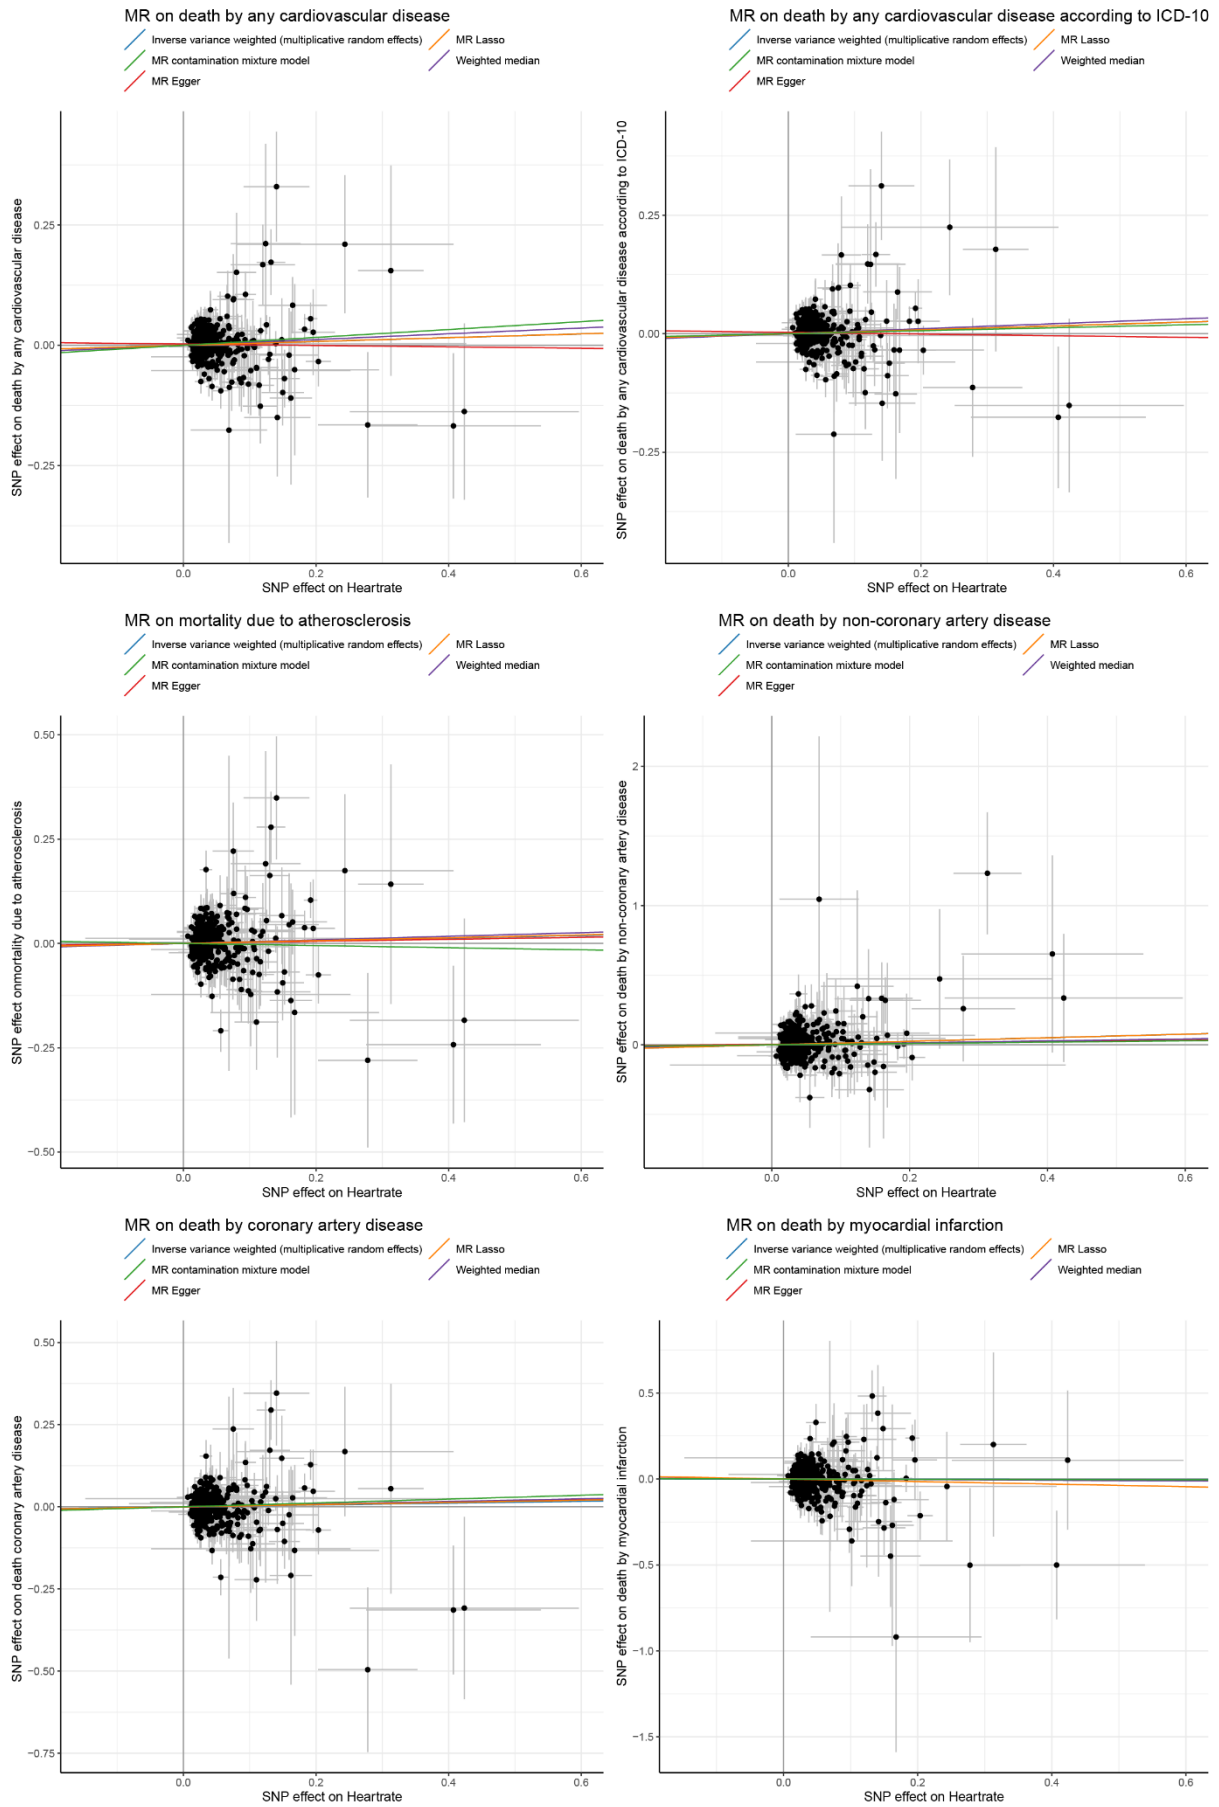 MR on death by any cardiovascular disease
Inverse variance weighted (multiplicative random effects)
MR Lasso
MR contamination mixture model
Weighted median
MR Egger
SNP effect on death by any cardiovascular disease
0.25
0.00
−0.25
0.0
0.2
0.4
0.6
SNP effect on Heartrate
MR on death by any cardiovascular disease according to ICD-10
Inverse variance weighted (multiplicative random effects)
MR Lasso
MR contamination mixture model
Weighted median
MR Egger
SNP effect on death by any cardiovascular disease according to ICD-10
0.25
0.00
−0.25
0.0
0.2
0.4
0.6
SNP effect on Heartrate
MR on mortality due to atherosclerosis
Inverse variance weighted (multiplicative random effects)
MR Lasso
MR contamination mixture model
Weighted median
MR Egger
SNP effect onmortality due to atherosclerosis
0.50
0.25
0.00
−0.25
−0.50
0.0
0.2
0.4
0.6
SNP effect on Heartrate
MR on death by non-coronary artery disease
Inverse variance weighted (multiplicative random effects)
MR Lasso
MR contamination mixture model
Weighted median
MR Egger
SNP effect on death by non-coronary artery disease
2
1
0
0.0
0.2
0.4
0.6
SNP effect on Heartrate
MR on death by coronary artery disease
Inverse variance weighted (multiplicative random effects)
MR Lasso
MR contamination mixture model
Weighted median
MR Egger
SNP effect oon death coronary artery disease
0.50
0.25
0.00
−0.25
−0.50
−0.75
0.0
0.2
0.4
0.6
SNP effect on Heartrate
MR on death by myocardial infarction
Inverse variance weighted (multiplicative random effects)
MR Lasso
MR contamination mixture model
Weighted median
MR Egger
SNP effect on death by myocardial infarction
0.5
0.0
−0.5
−1.0
−1.5
0.0
0.2
0.4
0.6
SNP effect on Heartrate